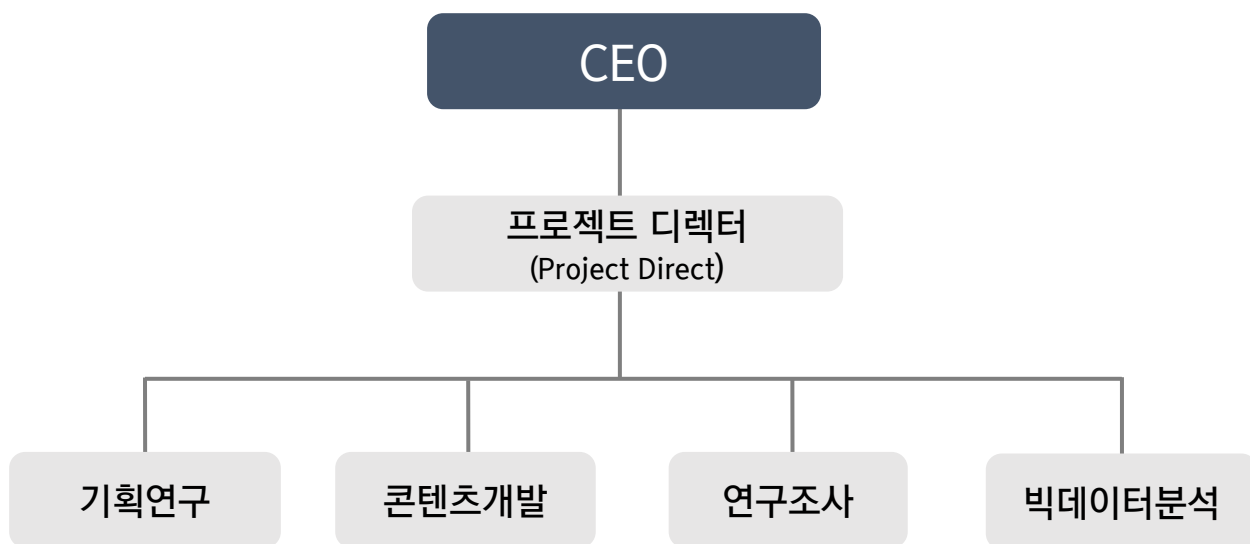 CEO
프로젝트 디렉터
(Project Direct)
기획연구
콘텐츠개발
연구조사
빅데이터분석